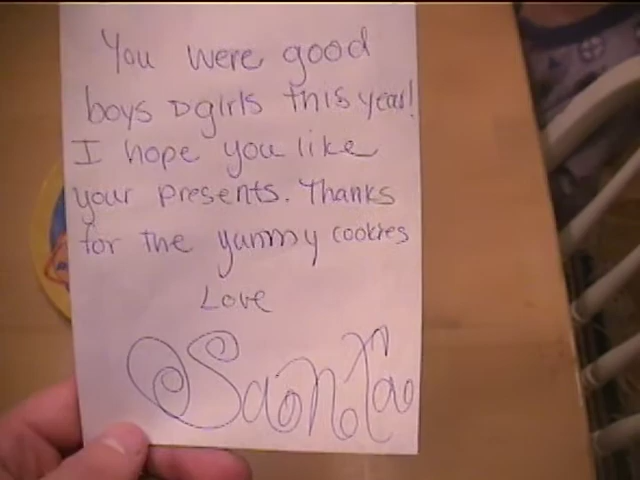 You were good
boys & girls this year!
I hope you like
your presents. Thanks
for the yummy cookies
Love
Santa